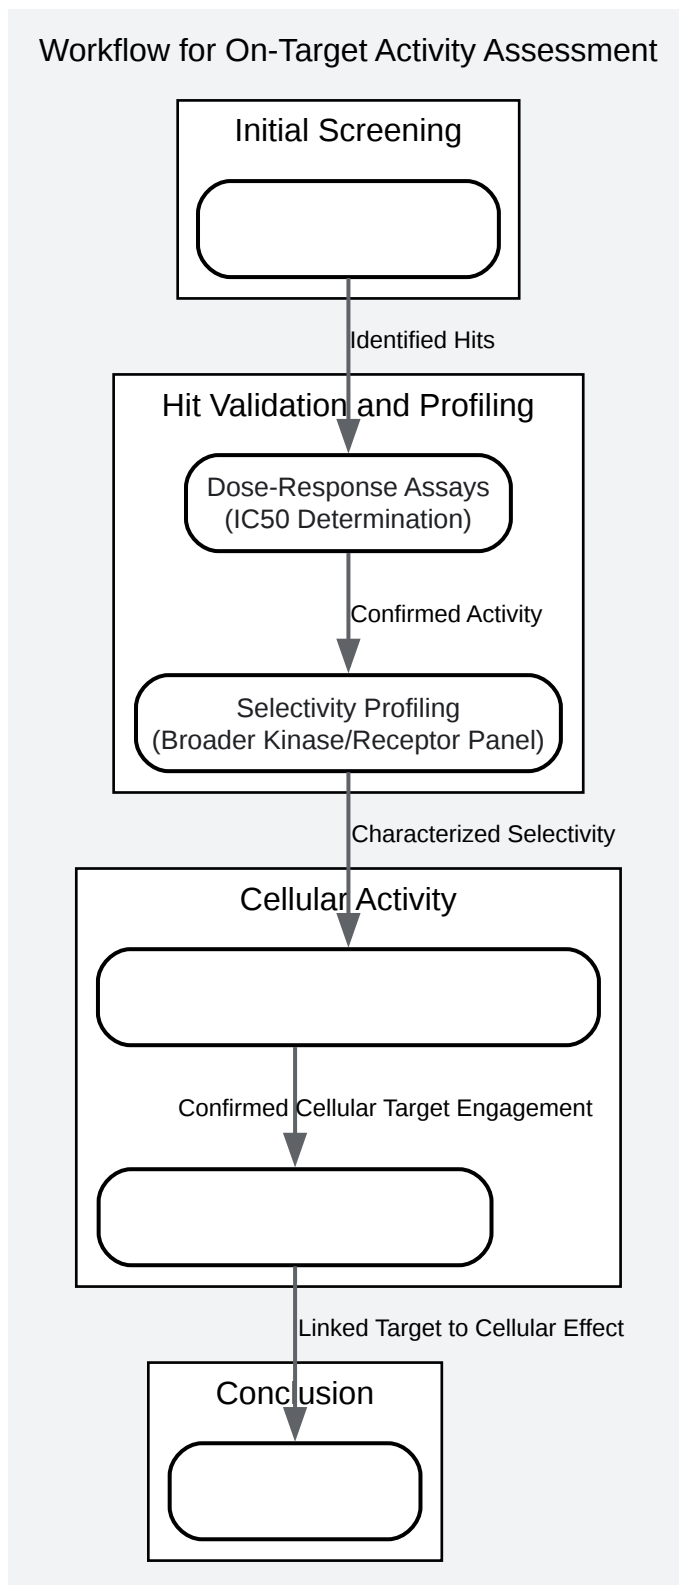 Workflow for On-Target Activity Assessment
Initial Screening
Identified Hits
Hit Validation and Profiling
Dose-Response Assays
(IC50 Determination)
Confirmed Activity
Selectivity Profiling
(Broader Kinase/Receptor Panel)
Characterized Selectivity
Cellular Activity
Confirmed Cellular Target Engagement
Linked Target to Cellular Effect
Conclusion